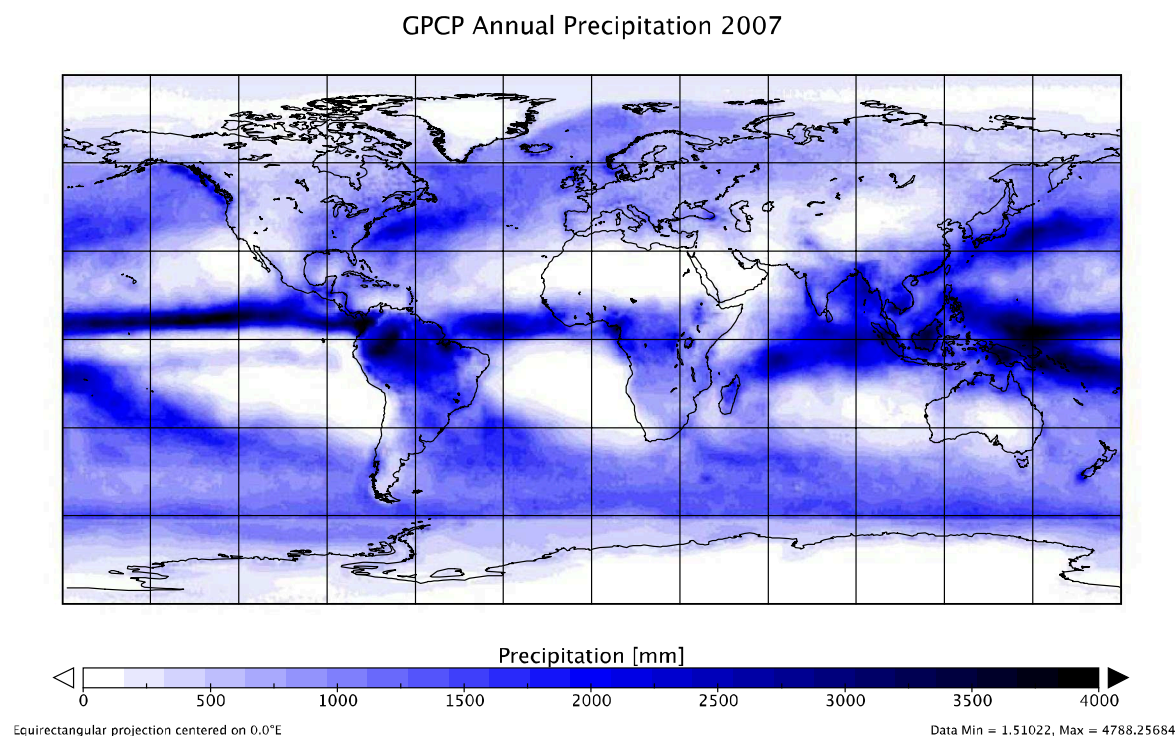 GPCP Annual Precipitation 2007
Precipitation [mm]
0 500 1000 1500 2000 2500 3000 3500 4000
Equirectangular projection centered on 0.0°E Data Min = 1.51022, Max = 4788.25684